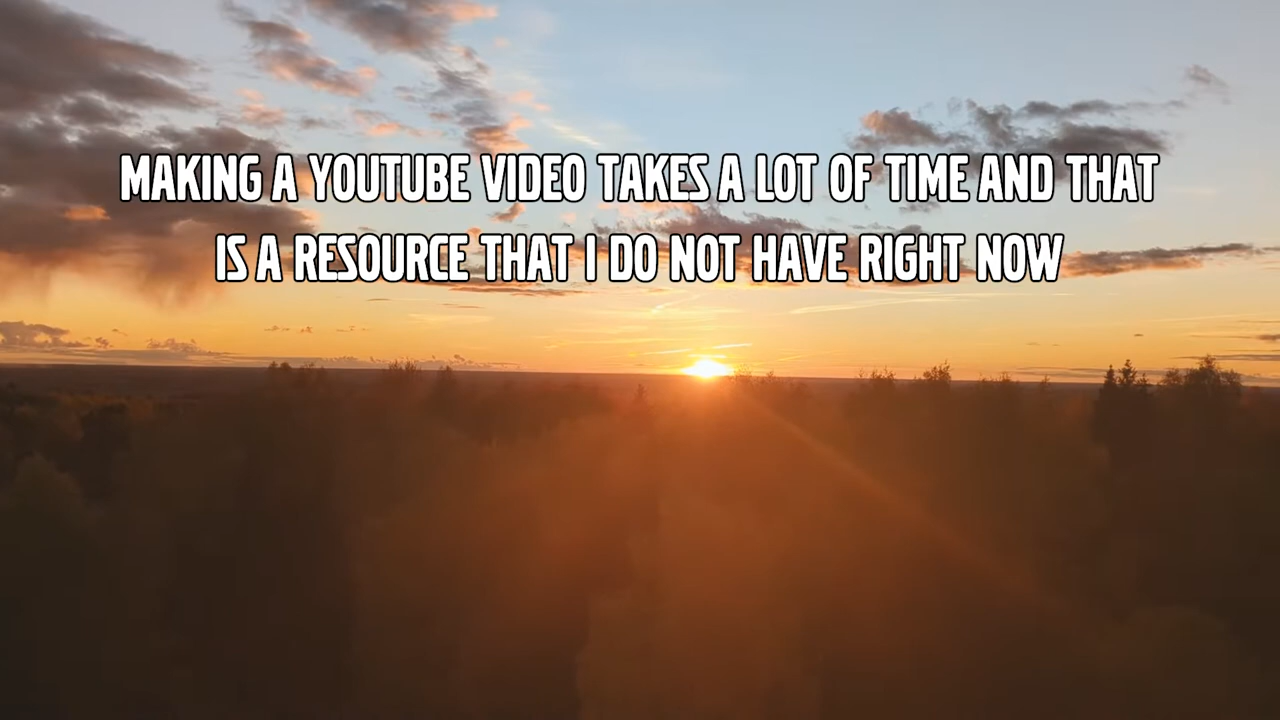 MAKING A YOUTUBE VIDEO TAKES A LOT OF TIME AND THAT
IS A RESOURCE THAT I DO NOT HAVE RIGHT NOW